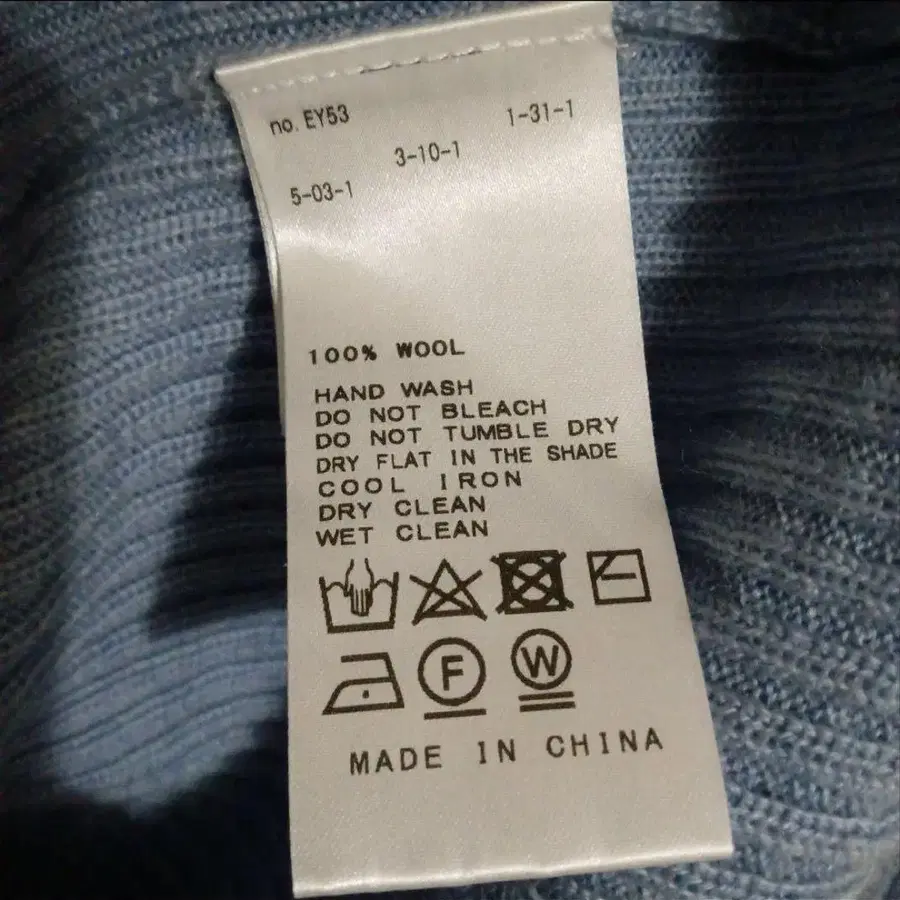 no. EY53
1-31-1
3-10-1
5-03-1
100% WOOL
HAND WASH
DO NOT BLEACH
DO NOT TUMBLE DRY
DRY FLAT IN THE SHADE
COOL IRON
DRY CLEAN
WET CLEAN
F W
MADE IN CHINA